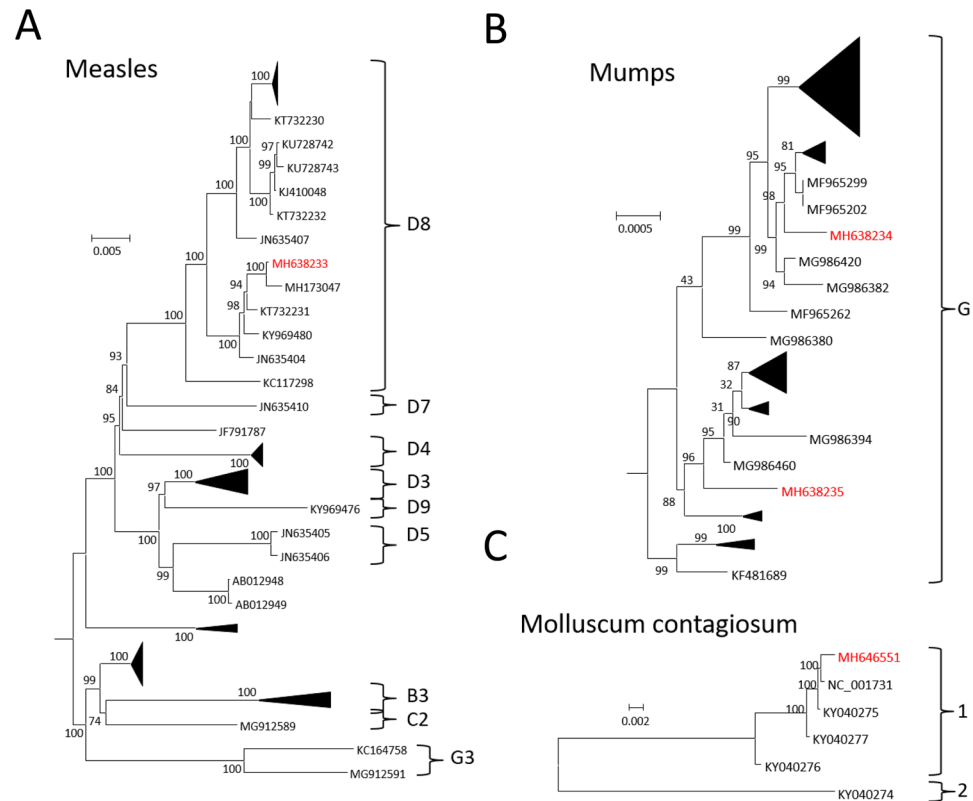 A
Measles
100
KT732230
KU728742
97
KU728743
99
100
KJ410048
100
KT732232
100
JN635407
D8
0.005
100
MH638233
100
MH173047
94
KT732231
98
KY969480
100
100
JN635404
KC117298
93
JN635410
D7
84
JF791787
95
100
D4
100
100
D3
97
KY969476
D9
JN635405
D5
100
JN635406
99
AB012948
100
AB012949
100
100
99
100
B3
74
C2
MG912589
100
KC164758
G3
100
MG912591
B
Mumps
99
81
95
95
MF965299
98
MF965202
0.0005
99
MH638234
99
MG986420
94
MG986382
43
MF965262
G
MG986380
87
32
31
90
95
MG986394
96
MG986460
MH638235
88
100
99
99
KF481689
C
Molluscum contagiosum
MH646551
100
100
NC_001731
0.002
100
KY040275
1
KY040277
KY040276
KY040274
2